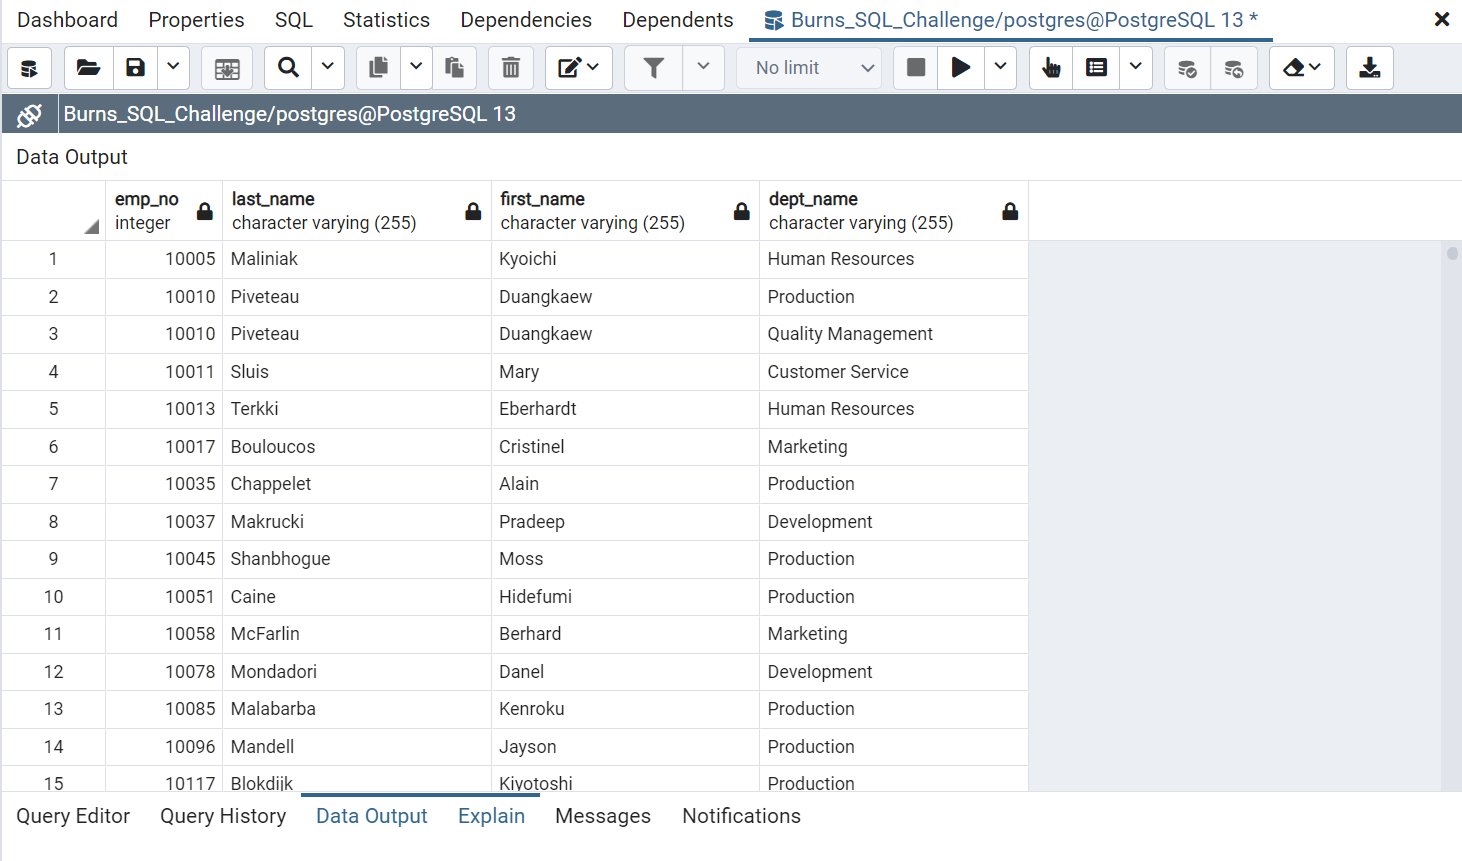 Dashboard Properties SQL Statistics Dependencies Dependents Burns_SQL_Challenge/postgres@PostgreSQL 13 *
No limit
Burns_SQL_Challenge/postgres@PostgreSQL 13
Data Output
emp_no last_name first_name dept_name
integer character varying (255) character varying (255) character varying (255)
1 10005 Maliniak Kyoichi Human Resources
2 10010 Piveteau Duangkaew Production
3 10010 Piveteau Duangkaew Quality Management
4 10011 Sluis Mary Customer Service
5 10013 Terkki Eberhardt Human Resources
6 10017 Bouloucos Cristinel Marketing
7 10035 Chappelet Alain Production
8 10037 Makrucki Pradeep Development
9 10045 Shanbhogue Moss Production
10 10051 Caine Hidefumi Production
11 10058 McFarlin Berhard Marketing
12 10078 Mondadori Danel Development
13 10085 Malabarba Kenroku Production
14 10096 Mandell Jayson Production
15 10117 Blokdijk Kiyotoshi Production
Query Editor Query History Data Output Explain Messages Notifications